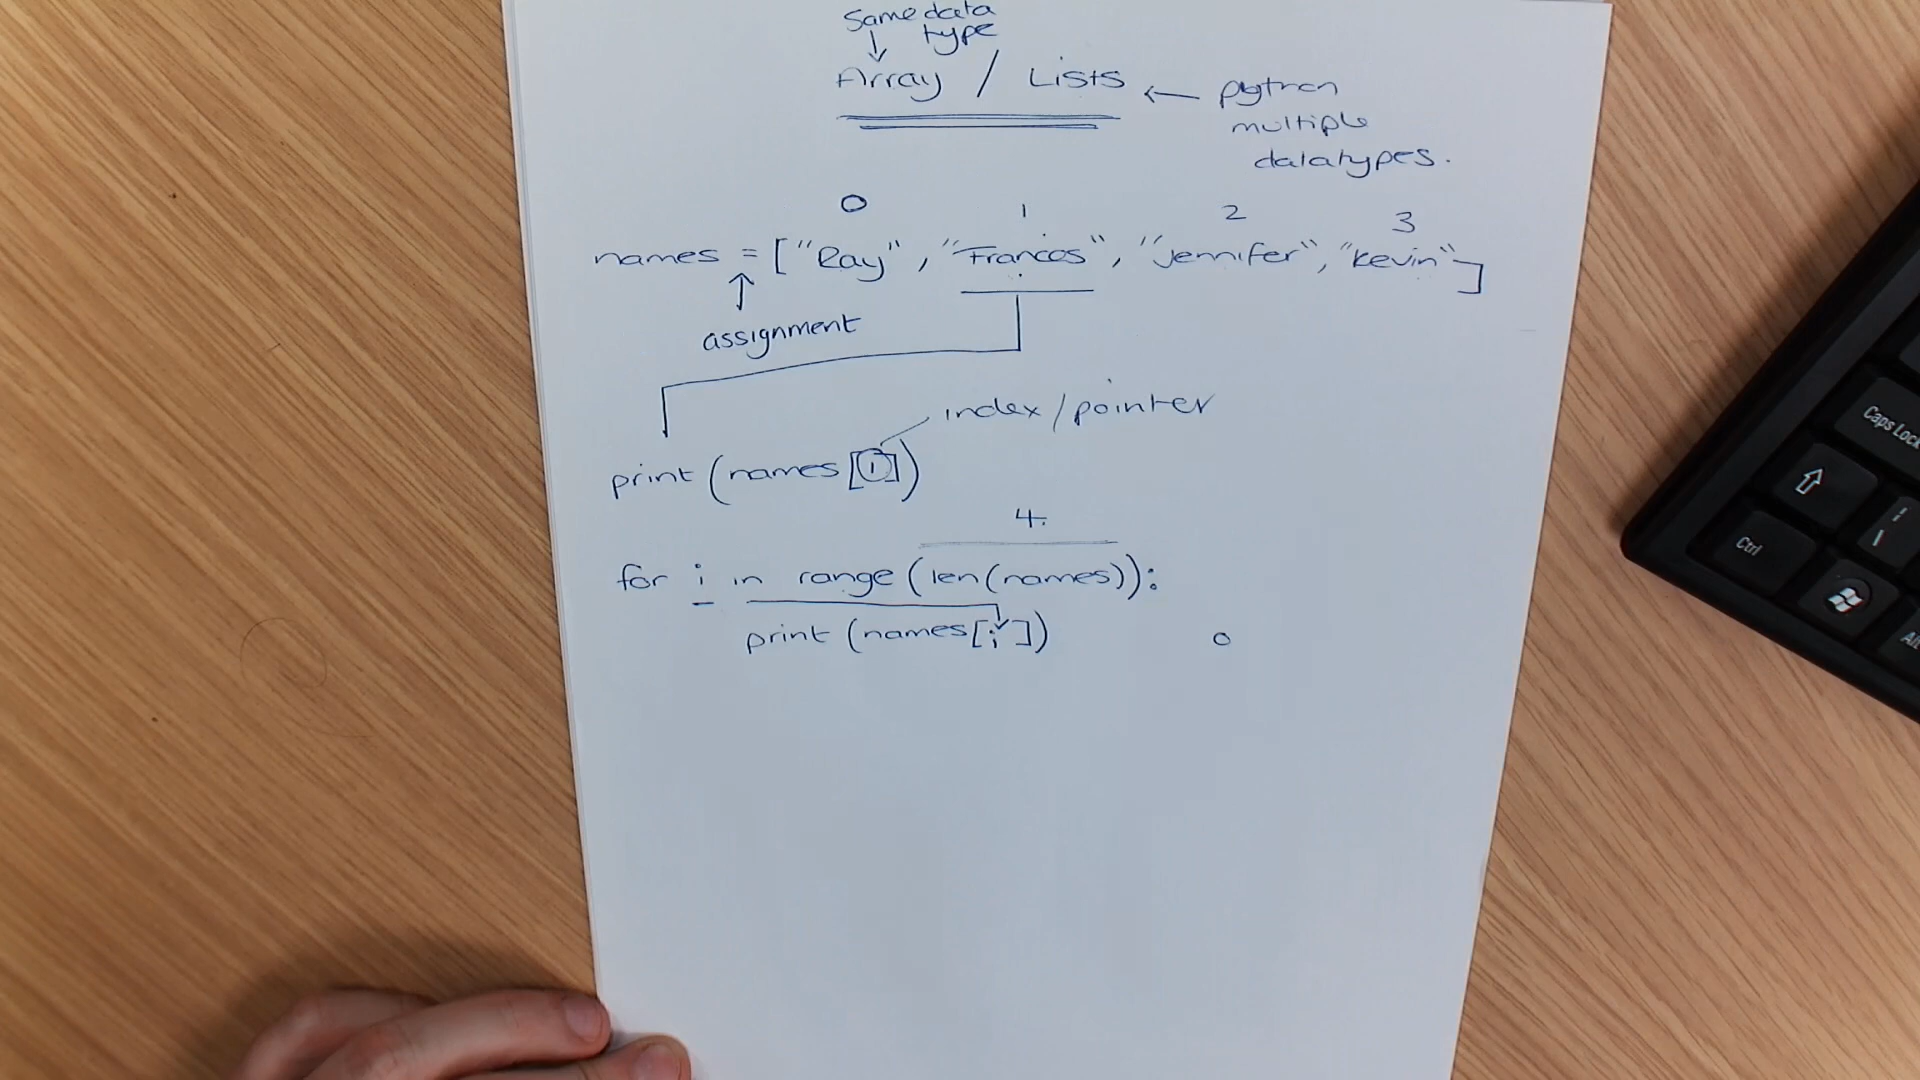 Same data
type
Array / Lists
python
multiple
datatypes.
0 1 2 3
names = ["Ray", "Frances", "Jennifer", "Kevin"]
assignment
index/pointer
print (names[1])
4.
for i in range (len(names)):
print (names[i])
0
Caps Lock
Ctrl